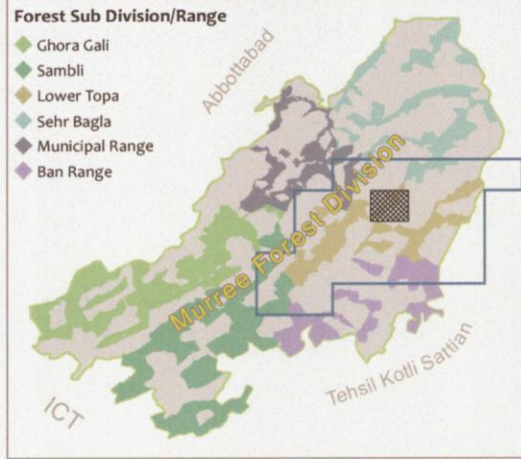 Forest Sub Division/Range
Ghora Gali
Sambli
Lower Topa
Sehr Bagla
Municipal Range
Ban Range
Abbottabad
Murree Forest Division
Tehsil Kotli Sattian
ICT